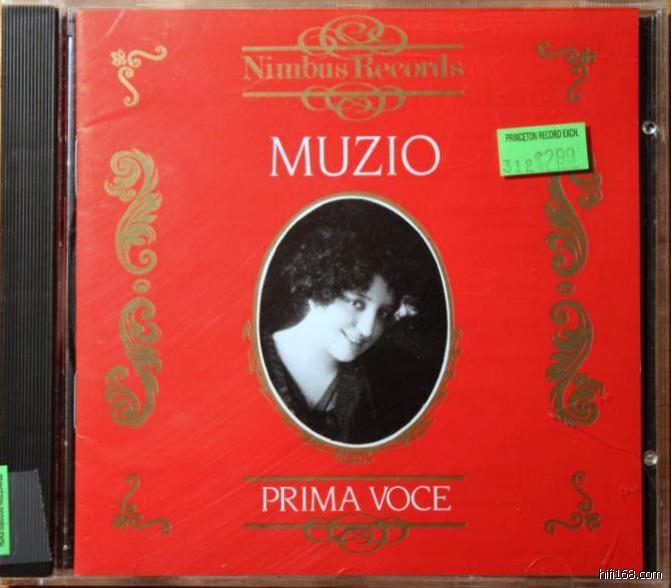 Nimbus Records
MUZIO
PRINCETON RECORD EXCH.
312 $2.99
PRIMA VOCE
hifi168.com